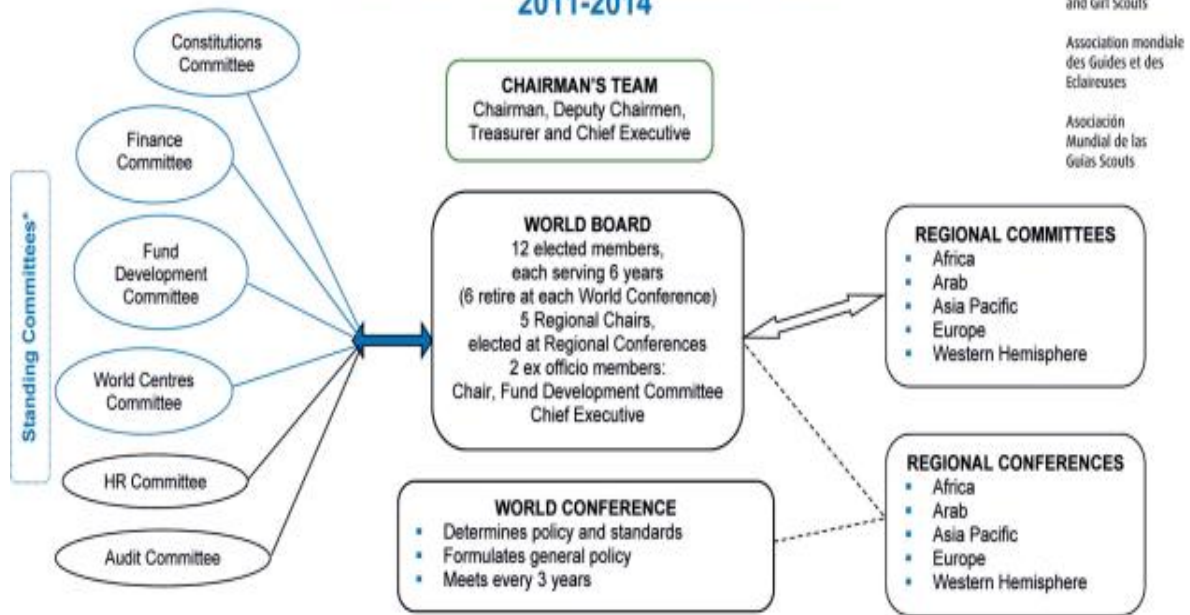 2011-2014
and Girl Scouts
Association mondiale
des Guides et des
Eclaireuses
Asociación
Mundial de las
Guías Scouts
Standing Committees*
Constitutions
Committee
Finance
Committee
Fund
Development
Committee
World Centres
Committee
HR Committee
Audit Committee
CHAIRMAN'S TEAM
Chairman, Deputy Chairmen,
Treasurer and Chief Executive
WORLD BOARD
12 elected members,
each serving 6 years
(6 retire at each World Conference)
5 Regional Chairs,
elected at Regional Conferences
2 ex officio members:
Chair, Fund Development Committee
Chief Executive
WORLD CONFERENCE
▪ Determines policy and standards
▪ Formulates general policy
▪ Meets every 3 years
REGIONAL COMMITTEES
▪ Africa
▪ Arab
▪ Asia Pacific
▪ Europe
▪ Western Hemisphere
REGIONAL CONFERENCES
▪ Africa
▪ Arab
▪ Asia Pacific
▪ Europe
▪ Western Hemisphere